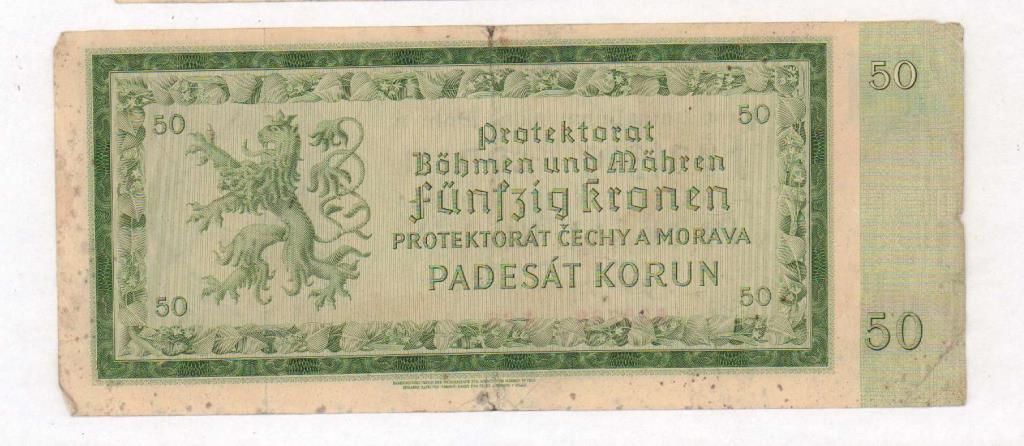 50
50
50
Protektorat
Böhmen und Mähren
Fünfzig Kronen
PROTEKTORÁT ČECHY A MORAVA
PADESÁT KORUN
50
50
50